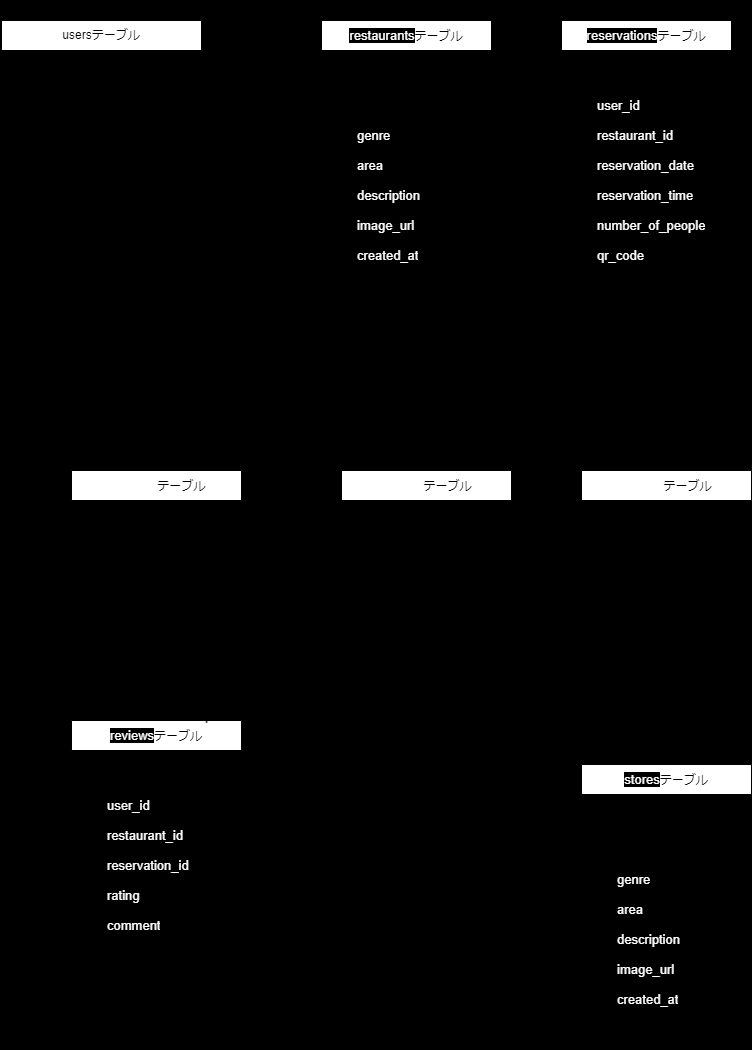 usersテーブル
restaurantsテーブル
reservationsテーブル
user_id
genre
restaurant_id
area
reservation_date
description
reservation_time
image_url
number_of_people
created_at
qr_code
テーブル
テーブル
テーブル
reviewsテーブル
storesテーブル
user_id
restaurant_id
reservation_id
genre
rating
area
comment
description
image_url
created_at